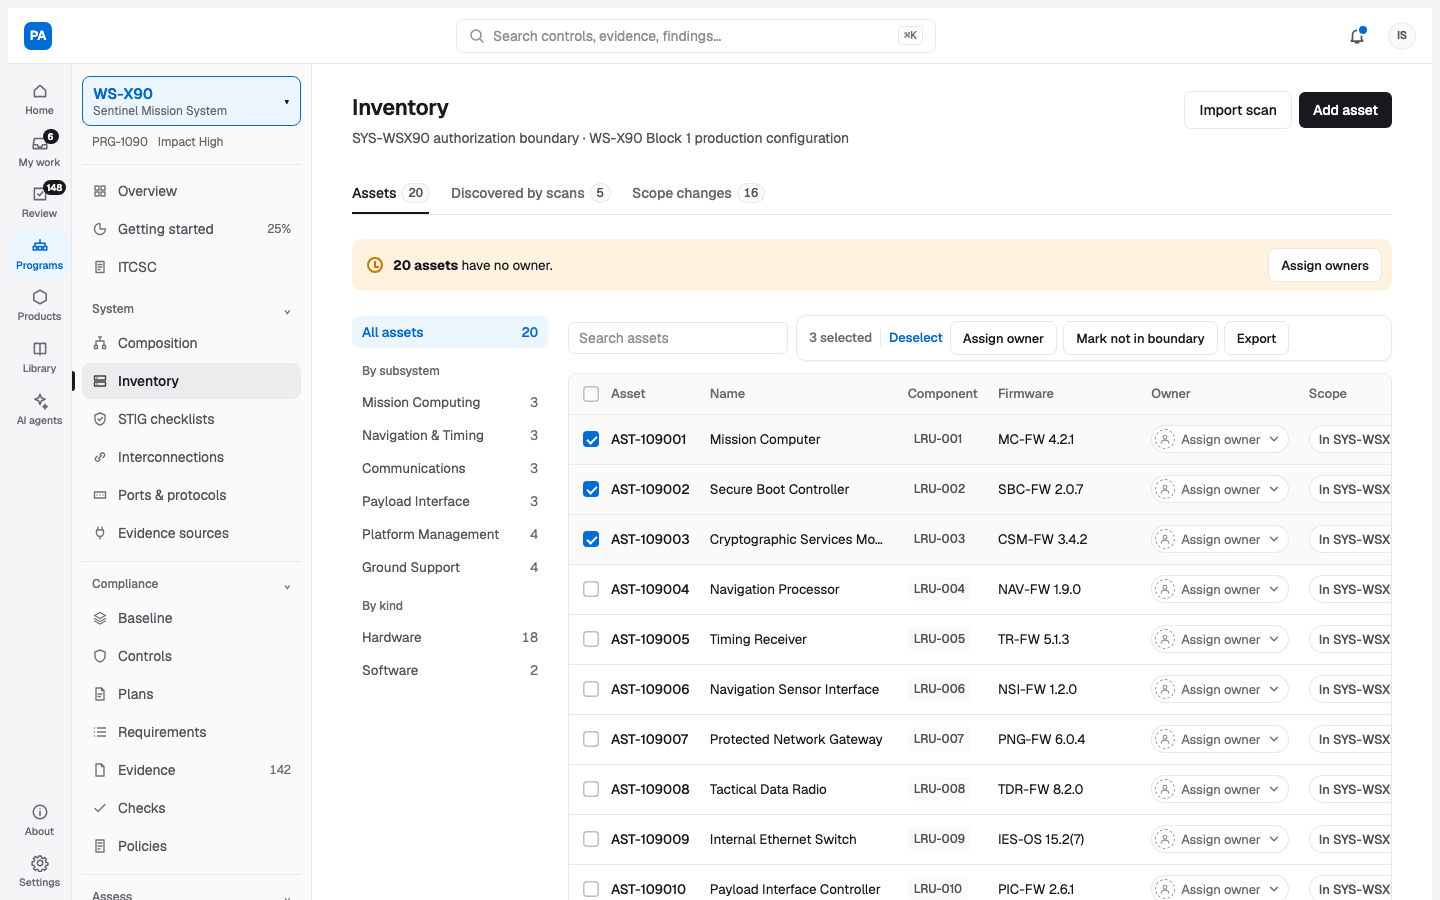 PA
Search controls, evidence, findings...
⌘K
IS
Home
6
My work
148
Review
Programs
Products
Library
AI agents
About
Settings
WS-X90
Sentinel Mission System
PRG-1090 Impact High
Overview
Getting started 25%
ITCSC
System
Composition
Inventory
STIG checklists
Interconnections
Ports & protocols
Evidence sources
Compliance
Baseline
Controls
Plans
Requirements
Evidence 142
Checks
Policies
Assess
Inventory
SYS-WSX90 authorization boundary · WS-X90 Block 1 production configuration
Import scan
Add asset
Assets 20 Discovered by scans 5 Scope changes 16
20 assets have no owner.
Assign owners
All assets 20
By subsystem
Mission Computing 3
Navigation & Timing 3
Communications 3
Payload Interface 3
Platform Management 4
Ground Support 4
By kind
Hardware 18
Software 2
Search assets
3 selected Deselect Assign owner Mark not in boundary Export
Asset Name Component Firmware Owner Scope
AST-109001 Mission Computer LRU-001 MC-FW 4.2.1 Assign owner In SYS-WSX
AST-109002 Secure Boot Controller LRU-002 SBC-FW 2.0.7 Assign owner In SYS-WSX
AST-109003 Cryptographic Services Mo... LRU-003 CSM-FW 3.4.2 Assign owner In SYS-WSX
AST-109004 Navigation Processor LRU-004 NAV-FW 1.9.0 Assign owner In SYS-WSX
AST-109005 Timing Receiver LRU-005 TR-FW 5.1.3 Assign owner In SYS-WSX
AST-109006 Navigation Sensor Interface LRU-006 NSI-FW 1.2.0 Assign owner In SYS-WSX
AST-109007 Protected Network Gateway LRU-007 PNG-FW 6.0.4 Assign owner In SYS-WSX
AST-109008 Tactical Data Radio LRU-008 TDR-FW 8.2.0 Assign owner In SYS-WSX
AST-109009 Internal Ethernet Switch LRU-009 IES-OS 15.2(7) Assign owner In SYS-WSX
AST-109010 Payload Interface Controller LRU-010 PIC-FW 2.6.1 Assign owner In SYS-WSX